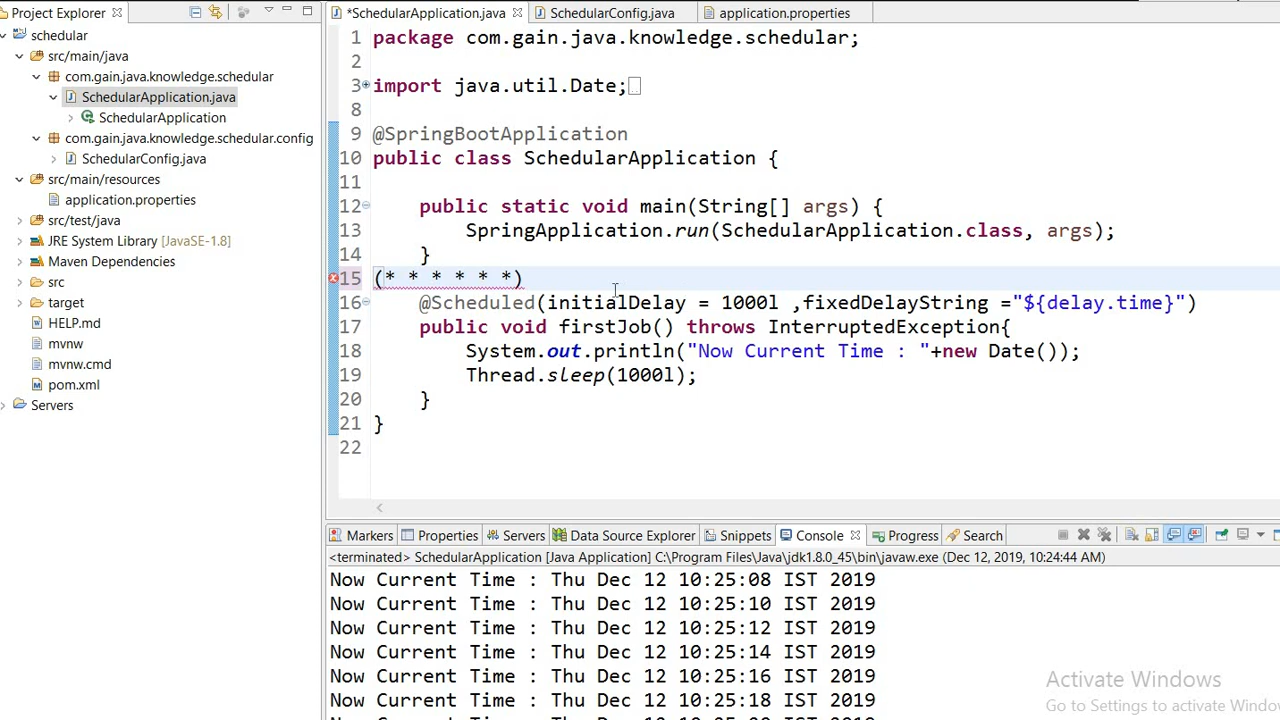 Project Explorer
schedular
src/main/java
com.gain.java.knowledge.schedular
SchedularApplication.java
SchedularApplication
com.gain.java.knowledge.schedular.config
SchedularConfig.java
src/main/resources
application.properties
src/test/java
JRE System Library [JavaSE-1.8]
Maven Dependencies
src
target
HELP.md
mvnw
mvnw.cmd
pom.xml
Servers
*SchedularApplication.java SchedularConfig.java application.properties
1 package com.gain.java.knowledge.schedular;
2
3 import java.util.Date;
8
9 @SpringBootApplication
10 public class SchedularApplication {
11
12 public static void main(String[] args) {
13 SpringApplication.run(SchedularApplication.class, args);
14 }
15 (* * * * * *)
16 @Scheduled(initialDelay = 1000l ,fixedDelayString ="${delay.time}")
17 public void firstJob() throws InterruptedException{
18 System.out.println("Now Current Time : "+new Date());
19 Thread.sleep(1000l);
20 }
21 }
22
Markers Properties Servers Data Source Explorer Snippets Console Progress Search
<terminated> SchedularApplication [Java Application] C:\Program Files\Java\jdk1.8.0_45\bin\javaw.exe (Dec 12, 2019, 10:24:44 AM)
Now Current Time : Thu Dec 12 10:25:08 IST 2019
Now Current Time : Thu Dec 12 10:25:10 IST 2019
Now Current Time : Thu Dec 12 10:25:12 IST 2019
Now Current Time : Thu Dec 12 10:25:14 IST 2019
Now Current Time : Thu Dec 12 10:25:16 IST 2019
Now Current Time : Thu Dec 12 10:25:18 IST 2019
Activate Windows
Go to Settings to activate Windo